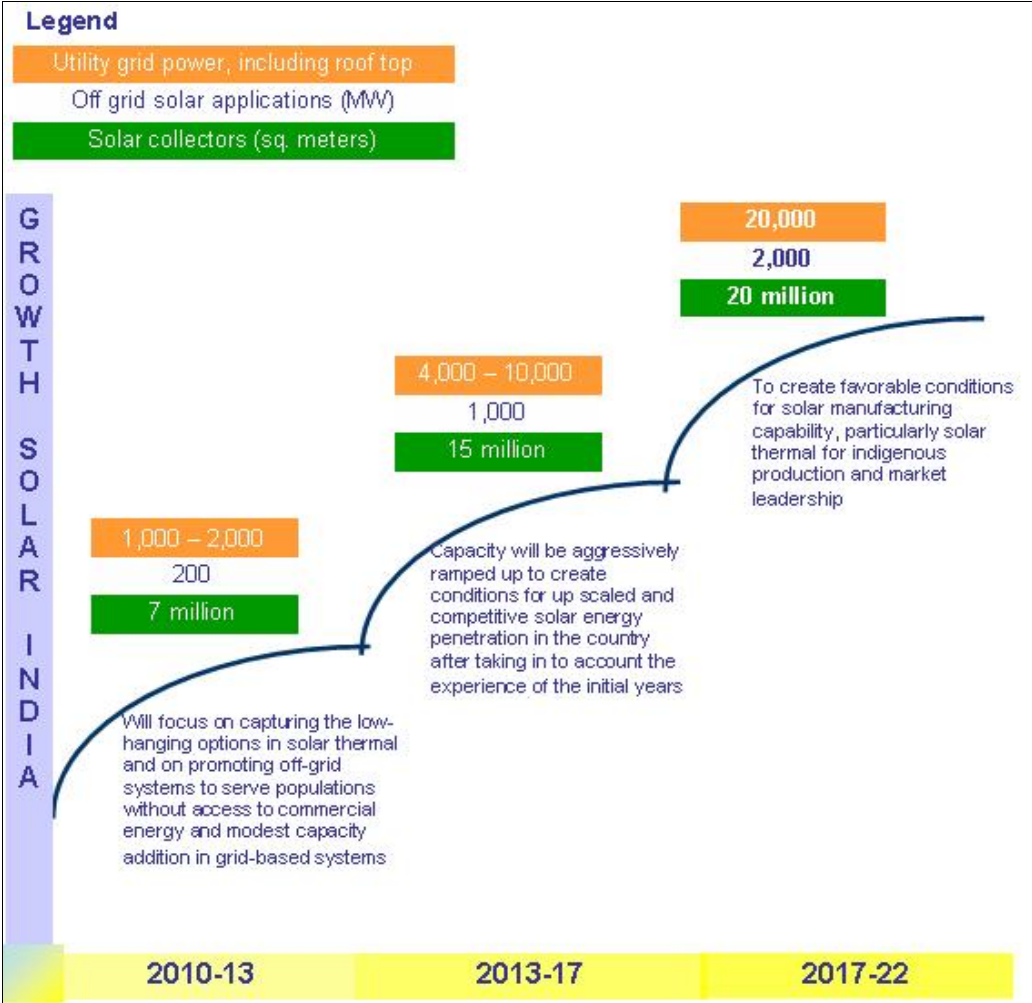 Legend
Utility grid power, including roof top
Off grid solar applications (MW)
Solar collectors (sq. meters)
GROWTH SOLAR INDIA
20,000
2,000
20 million
To create favorable conditions
for solar manufacturing
capability, particularly solar
thermal for indigenous
production and market
leadership
4,000 – 10,000
1,000
15 million
Capacity will be aggressively
ramped up to create
conditions for up scaled and
competitive solar energy
penetration in the country
after taking in to account the
experience of the initial years
1,000 – 2,000
200
7 million
Will focus on capturing the low-
hanging options in solar thermal
and on promoting off-grid
systems to serve populations
without access to commercial
energy and modest capacity
addition in grid-based systems
2010-13
2013-17
2017-22